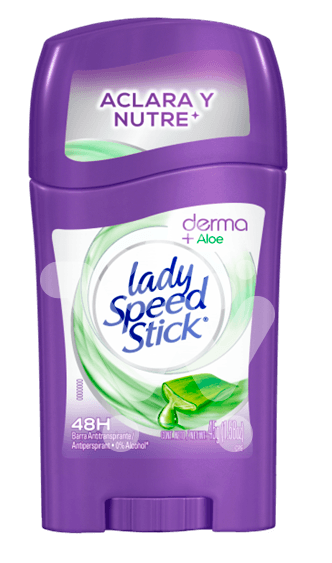 ACLARA Y
NUTRE+
derma
+ Aloe
lady
Speed
Stick®
48H
Barra Antitranspirante/
Antiperspirant • 0% Alcohol*